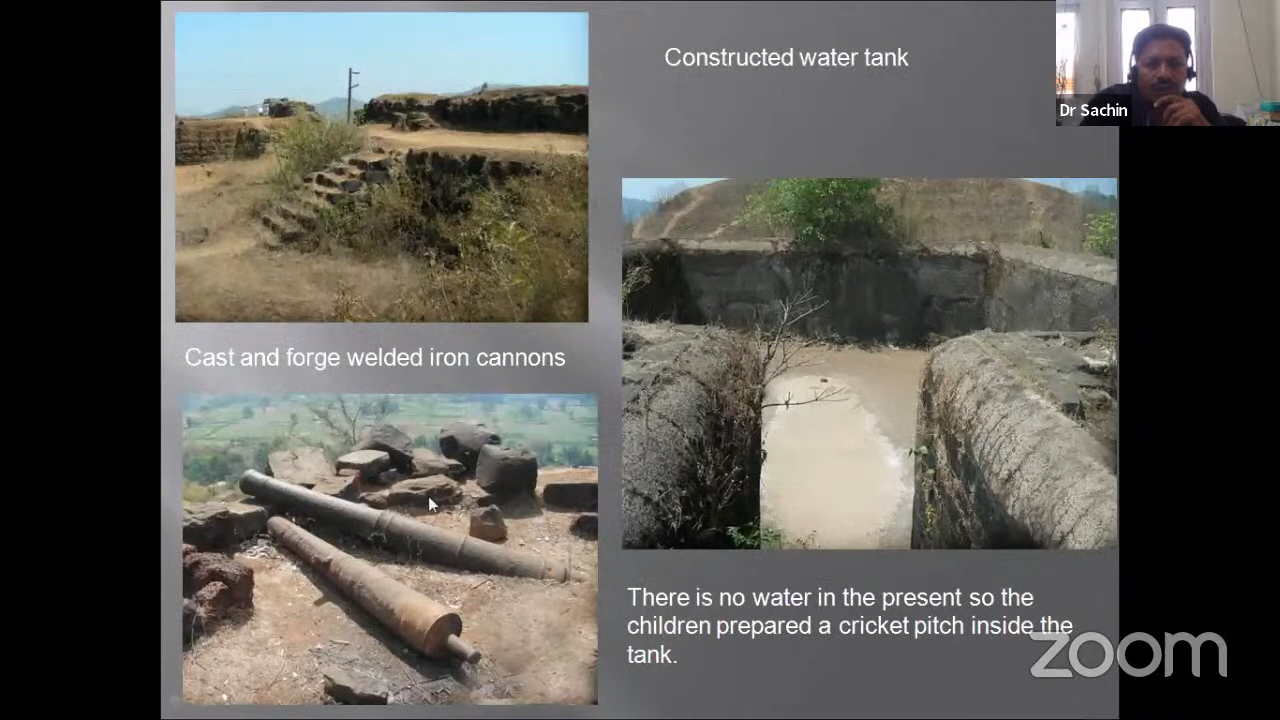 Constructed water tank
Dr Sachin
Cast and forge welded iron cannons
There is no water in the present so the
children prepared a cricket pitch inside the
tank.
zoom